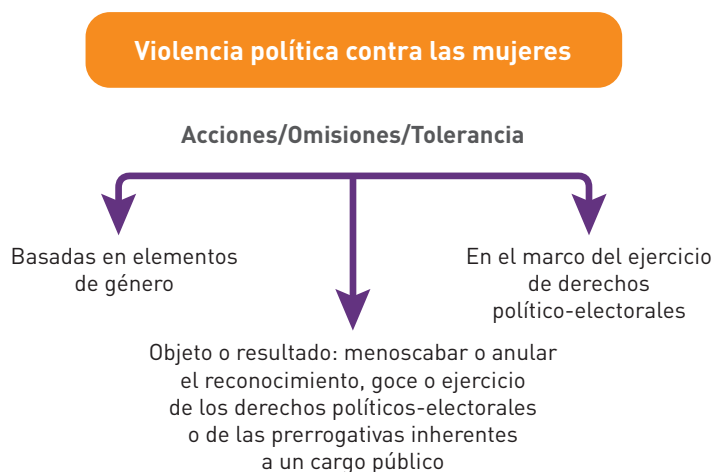 Violencia política contra las mujeres
Acciones/Omisiones/Tolerancia
Basadas en elementos
de género
En el marco del ejercicio
de derechos
político-electorales
Objeto o resultado: menoscabar o anular
el reconocimiento, goce o ejercicio
de los derechos políticos-electorales
o de las prerrogativas inherentes
a un cargo público